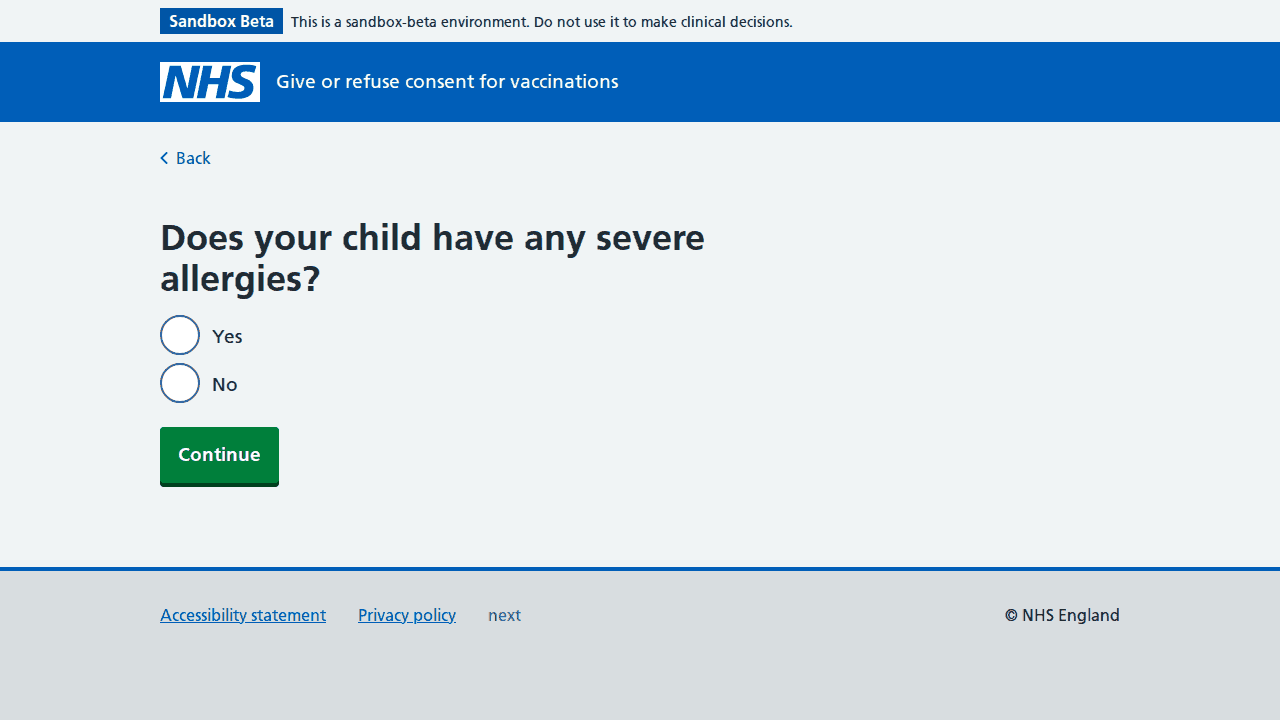 Sandbox Beta This is a sandbox-beta environment. Do not use it to make clinical decisions.
NHS Give or refuse consent for vaccinations
Back
Does your child have any severe
allergies?
Yes
No
Continue
Accessibility statement Privacy policy next © NHS England